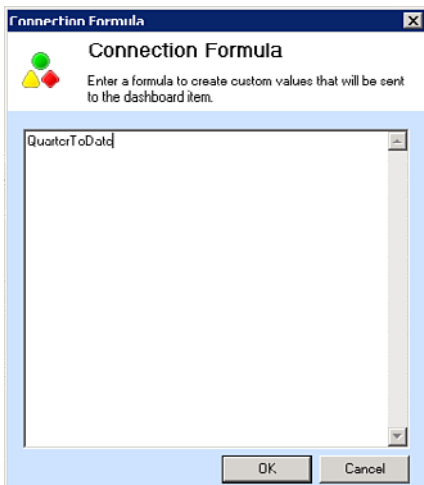 Connection Formula
Connection Formula
Enter a formula to create custom values that will be sent
to the dashboard item.
QuarterToDate
OK
Cancel